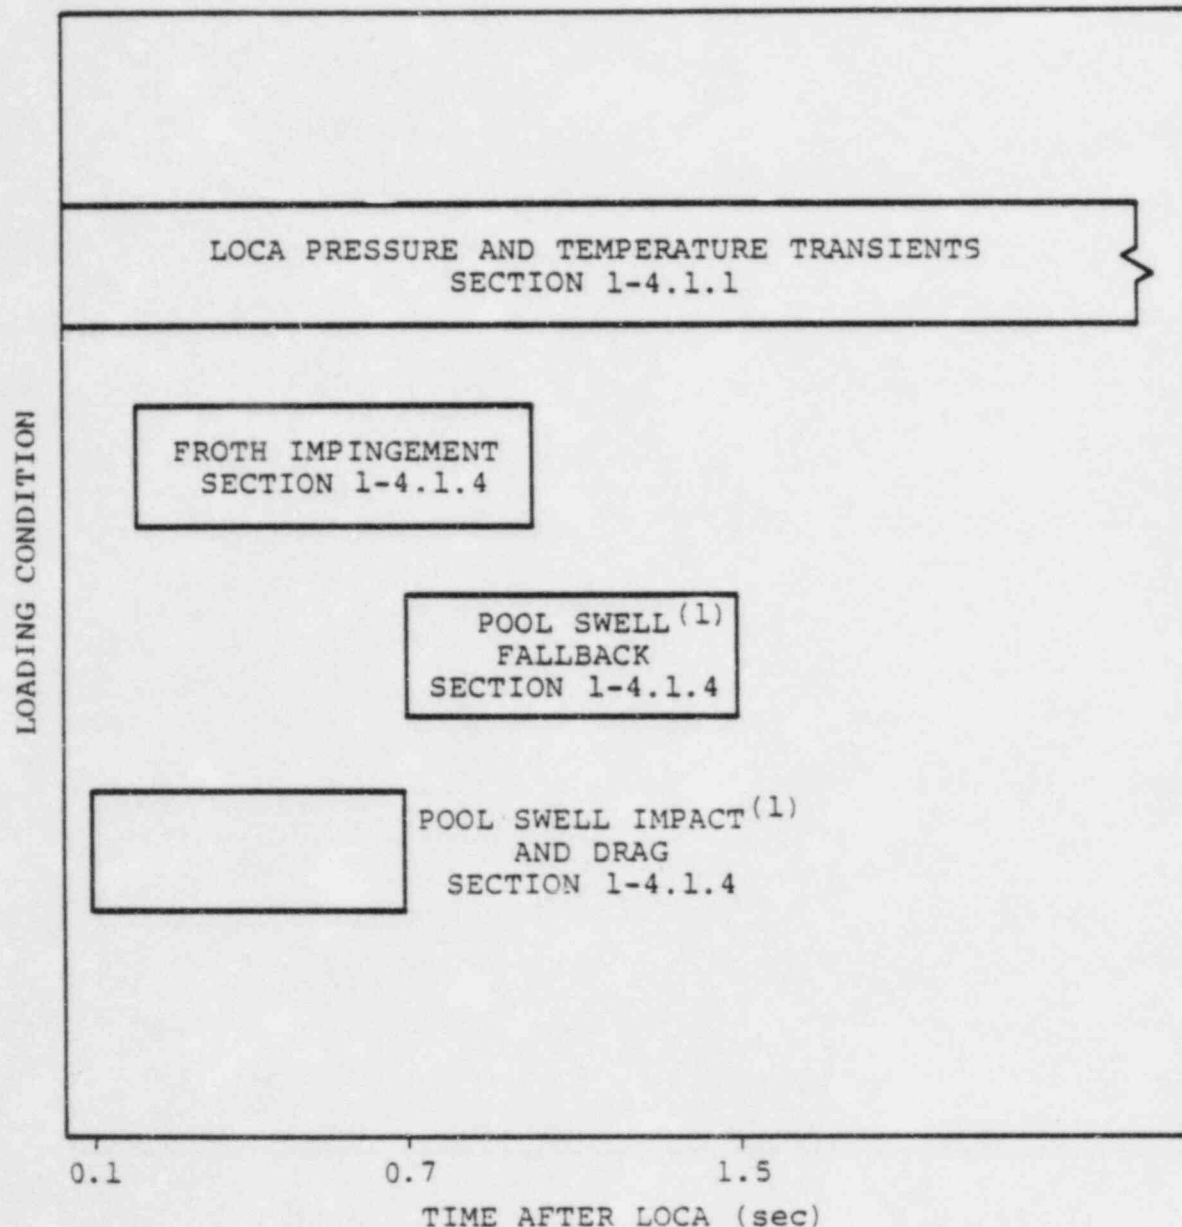 LOADING CONDITION
LOCA PRESSURE AND TEMPERATURE TRANSIENTS
SECTION 1-4.1.1
FROTH IMPINGEMENT
SECTION 1-4.1.4
POOL SWELL(1)
FALLBACK
SECTION 1-4.1.4
POOL SWELL IMPACT(1)
AND DRAG
SECTION 1-4.1.4
0.1 0.7 1.5
TIME AFTER LOCA (sec)